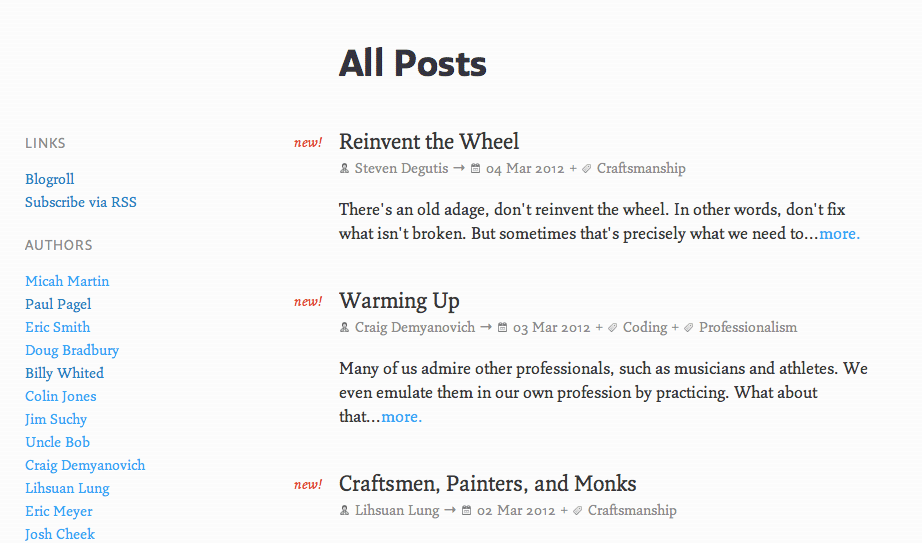 All Posts
LINKS
Blogroll
Subscribe via RSS
AUTHORS
Micah Martin
Paul Pagel
Eric Smith
Doug Bradbury
Billy Whited
Colin Jones
Jim Suchy
Uncle Bob
Craig Demyanovich
Lihsuan Lung
Eric Meyer
Josh Cheek
new! Reinvent the Wheel
Steven Degutis → 04 Mar 2012 + Craftsmanship
There's an old adage, don't reinvent the wheel. In other words, don't fix
what isn't broken. But sometimes that's precisely what we need to...more.
new! Warming Up
Craig Demyanovich → 03 Mar 2012 + Coding + Professionalism
Many of us admire other professionals, such as musicians and athletes. We
even emulate them in our own profession by practicing. What about
that...more.
new! Craftsmen, Painters, and Monks
Lihsuan Lung → 02 Mar 2012 + Craftsmanship